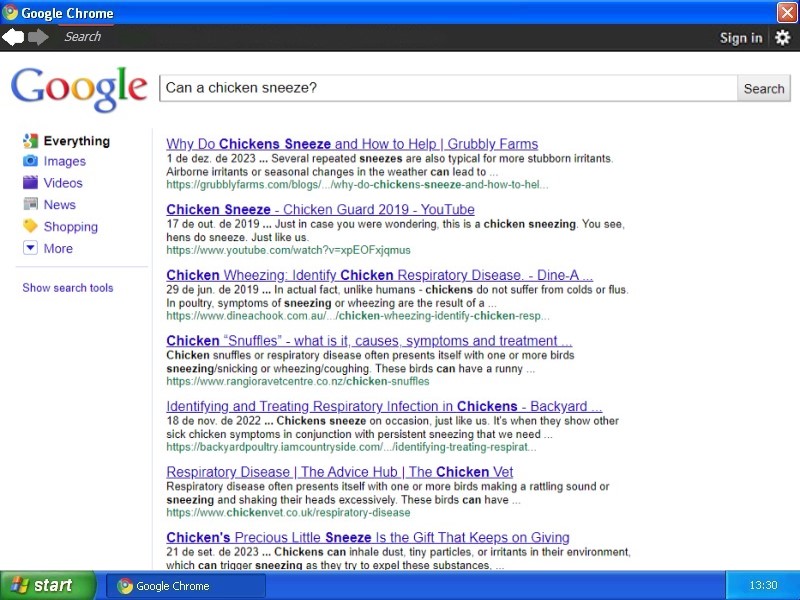 Google Chrome
Search
Sign in
Google
Can a chicken sneeze?
Search
Everything
Images
Videos
News
Shopping
More
Show search tools
Why Do Chickens Sneeze and How to Help | Grubbly Farms
1 de dez. de 2023 ... Several repeated sneezes are also typical for more stubborn irritants.
Airborne irritants or seasonal changes in the weather can lead to ...
https://grubblyfarms.com/blogs/.../why-do-chickens-sneeze-and-how-to-hel...
Chicken Sneeze - Chicken Guard 2019 - YouTube
17 de out. de 2019 ... Just in case you were wondering, this is a chicken sneezing. You see,
hens do sneeze. Just like us.
https://www.youtube.com/watch?v=xpEOFxjqmus
Chicken Wheezing: Identify Chicken Respiratory Disease. - Dine-A ...
29 de jun. de 2019 ... In actual fact, unlike humans - chickens do not suffer from colds or flus.
In poultry, symptoms of sneezing or wheezing are the result of a ...
https://www.dineachook.com.au/.../chicken-wheezing-identify-chicken-resp...
Chicken “Snuffles” - what is it, causes, symptoms and treatment ...
Chicken snuffles or respiratory disease often presents itself with one or more birds
sneezing/snicking or wheezing/coughing. These birds can have a runny ...
https://www.rangioravetcentre.co.nz/chicken-snuffles
Identifying and Treating Respiratory Infection in Chickens - Backyard ...
18 de nov. de 2022 ... Chickens sneeze on occasion, just like us. It's when they show other
sick chicken symptoms in conjunction with persistent sneezing that we need ...
https://backyardpoultry.iamcountryside.com/.../identifying-treating-respirat...
Respiratory Disease | The Advice Hub | The Chicken Vet
Respiratory disease often presents itself with one or more birds making a rattling sound or
sneezing and shaking their heads excessively. These birds can have ...
https://www.chickenvet.co.uk/respiratory-disease
Chicken's Precious Little Sneeze Is the Gift That Keeps on Giving
21 de set. de 2023 ... Chickens can inhale dust, tiny particles, or irritants in their environment,
which can trigger sneezing as they try to expel these substances, ...
start
Google Chrome
13:30